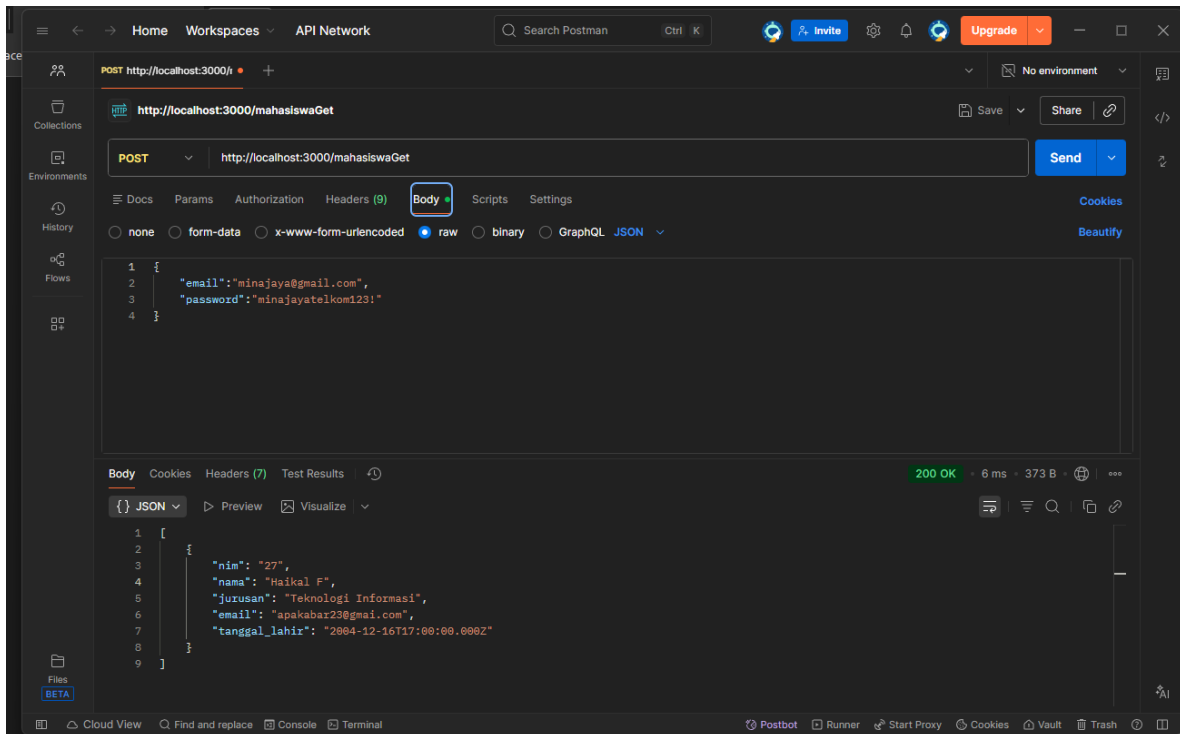 Home Workspaces API Network Search Postman Ctrl K Invite Upgrade
POST http://localhost:3000/r No environment
HTTP http://localhost:3000/mahasiswaGet Save Share
POST http://localhost:3000/mahasiswaGet Send
Collections
Environments
History
Flows
Docs Params Authorization Headers (9) Body Scripts Settings Cookies
none form-data x-www-form-urlencoded raw binary GraphQL JSON Beautify
1 {
2 "email":"minajaya@gmail.com",
3 "password":"minajayatelkom123!"
4 }
Body Cookies Headers (7) Test Results 200 OK 6 ms 373 B
{} JSON Preview Visualize
1 [
2 {
3 "nim": "27",
4 "nama": "Haikal F",
5 "jurusan": "Teknologi Informasi",
6 "email": "apakabar23@gmai.com",
7 "tanggal_lahir": "2004-12-16T17:00:00.000Z"
8 }
9 ]
Files
BETA
AI
Cloud View Find and replace Console Terminal Postbot Runner Start Proxy Cookies Vault Trash